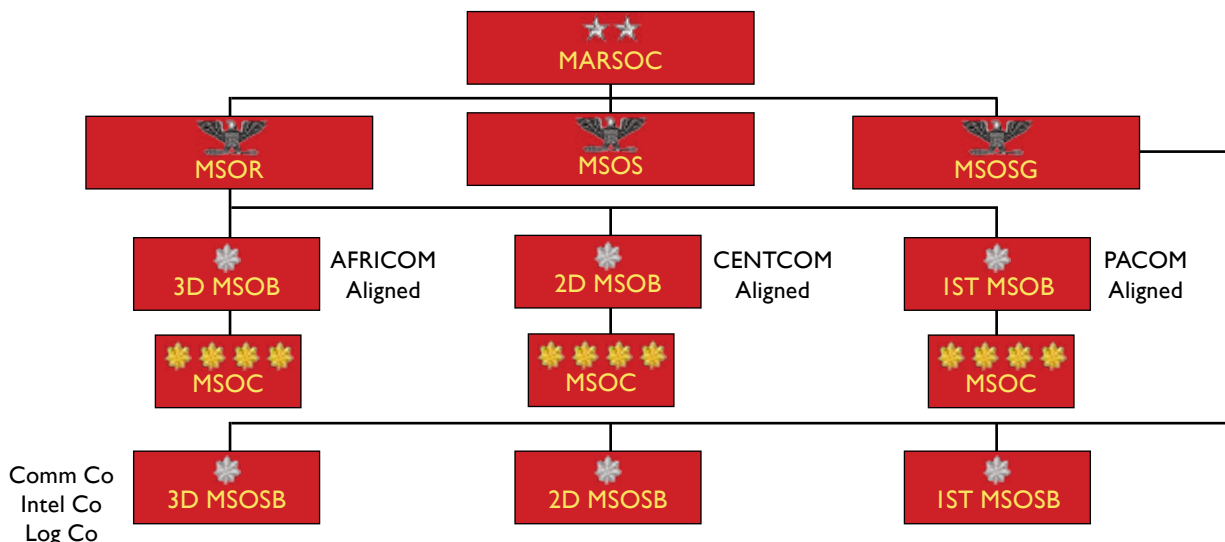 MARSOC
MSOR
MSOS
MSOSG
3D MSOB
AFRICOM
Aligned
2D MSOB
CENTCOM
Aligned
1ST MSOB
PACOM
Aligned
MSOC
MSOC
MSOC
Comm Co
Intel Co
Log Co
3D MSOSB
2D MSOSB
1ST MSOSB